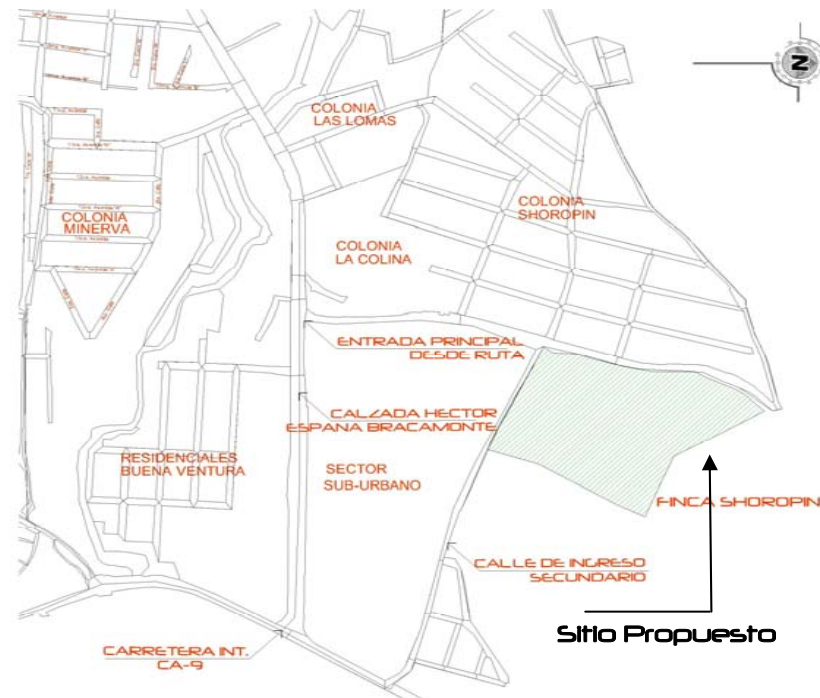 N
COLONIA
LAS LOMAS
COLONIA
SHOROPIN
COLONIA
MINERVA
COLONIA
LA COLINA
ENTRADA PRINCIPAL
DESDE RUTA
CALZADA HECTOR
ESPANA BRACAMONTE
RESIDENCIALES
BUENA VENTURA
SECTOR
SUB-URBANO
FINCA SHOROPIN
CALLE DE INGRESO
SECUNDARIO
Sitio Propuesto
CARRETERA INT.
CA-9